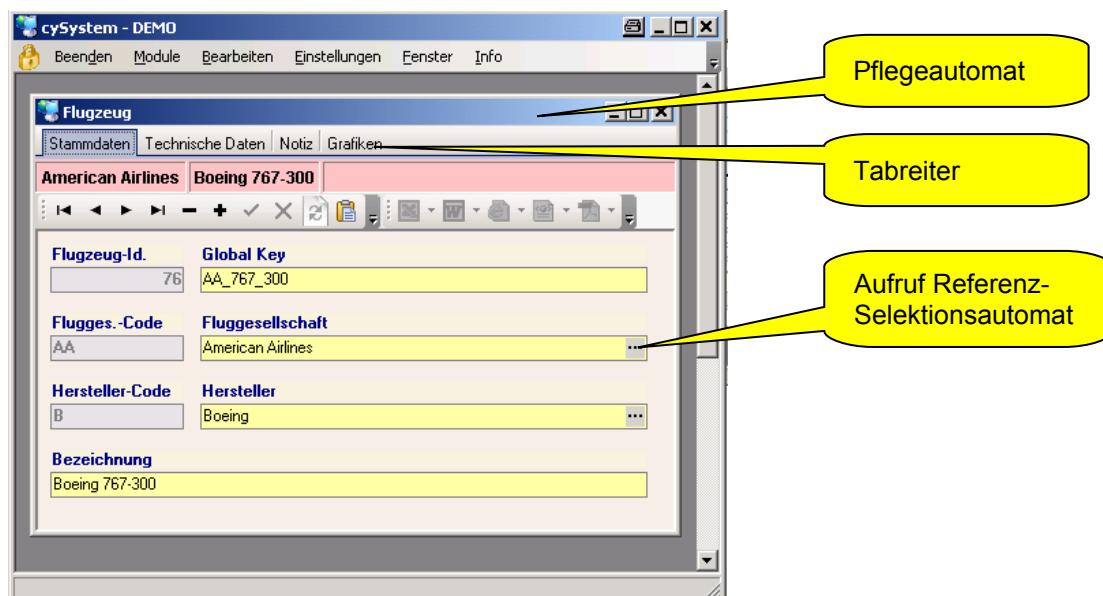 cySystem - DEMO
Beenden Module Bearbeiten Einstellungen Fenster Info
Pflegeautomat
Flugzeug
Stammdaten Technische Daten Notiz Grafiken
Tabreiter
American Airlines Boeing 767-300
Flugzeug-Id. Global Key
76 AA_767_300
Aufruf Referenz-
Selektionsautomat
Flugges.-Code Fluggesellschaft
AA American Airlines
Hersteller-Code Hersteller
B Boeing
Bezeichnung
Boeing 767-300